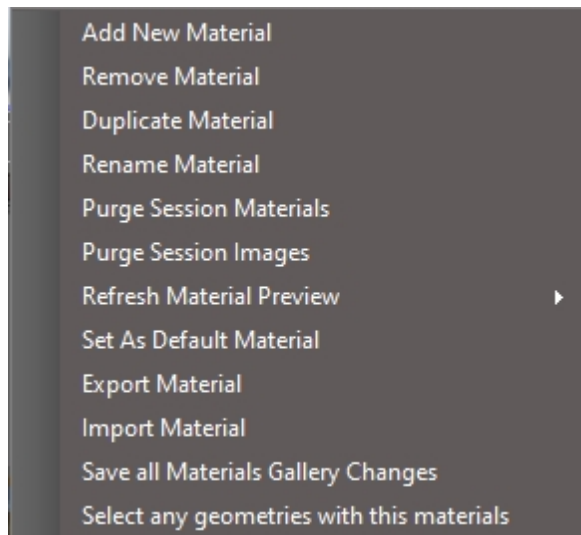 Add New Material
Remove Material
Duplicate Material
Rename Material
Purge Session Materials
Purge Session Images
Refresh Material Preview
Set As Default Material
Export Material
Import Material
Save all Materials Gallery Changes
Select any geometries with this materials